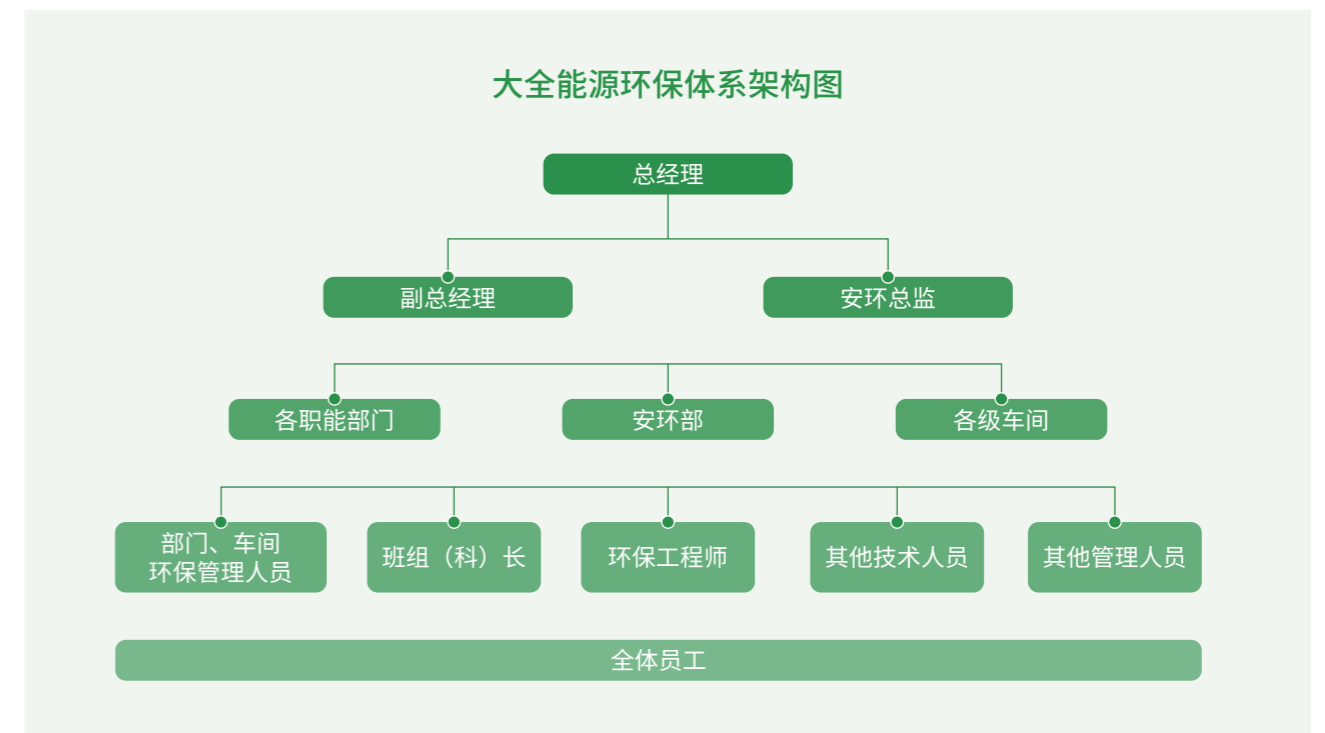 大全能源环保体系架构图
总经理
副总经理
安环总监
各职能部门
安环部
各级车间
部门、车间
环保管理人员
班组（科）长
环保工程师
其他技术人员
其他管理人员
全体员工